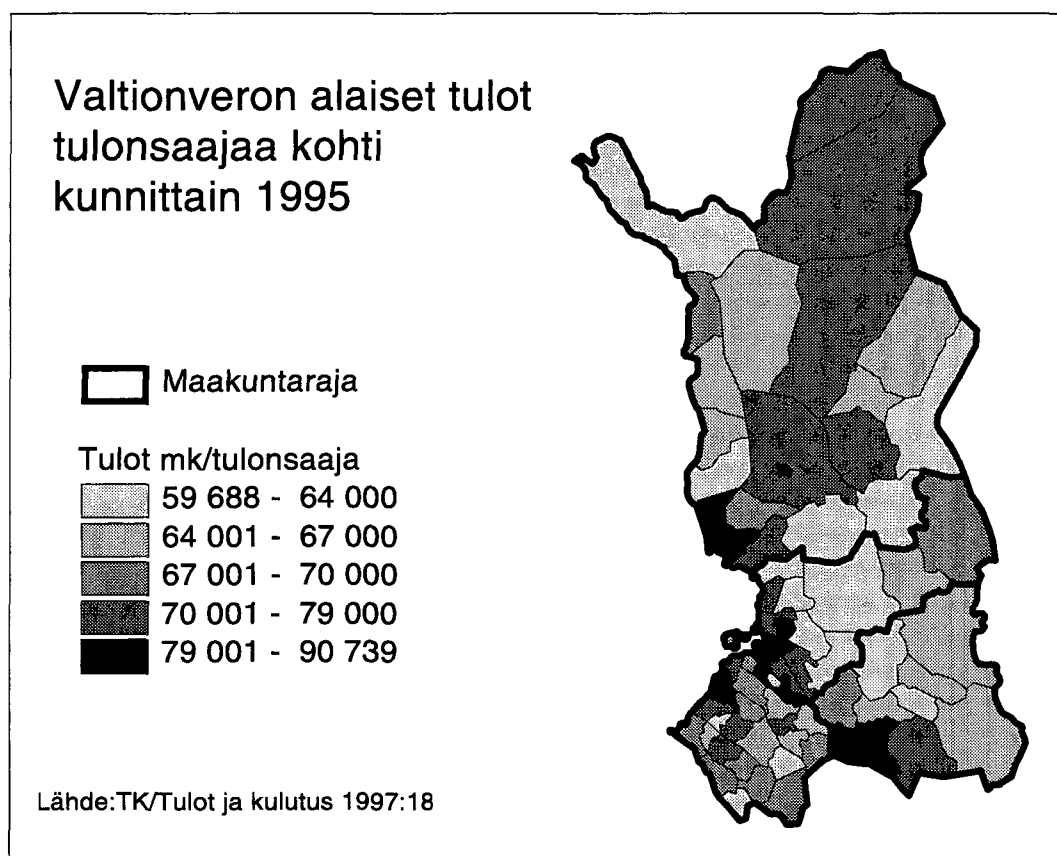 Valtionveron alaiset tulot
tulonsaajaa kohti
kunnittain 1995
Maakuntaraja
Tulot mk/tulonsaaja
59 688 - 64 000
64 001 - 67 000
67 001 - 70 000
70 001 - 79 000
79 001 - 90 739
Lähde:TK/Tulot ja kulutus 1997:18